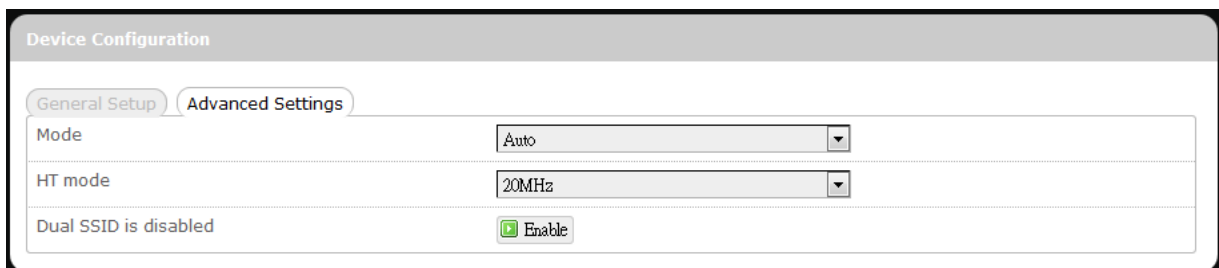 Device Configuration
General Setup Advanced Settings
Mode Auto
HT mode 20MHz
Dual SSID is disabled Enable